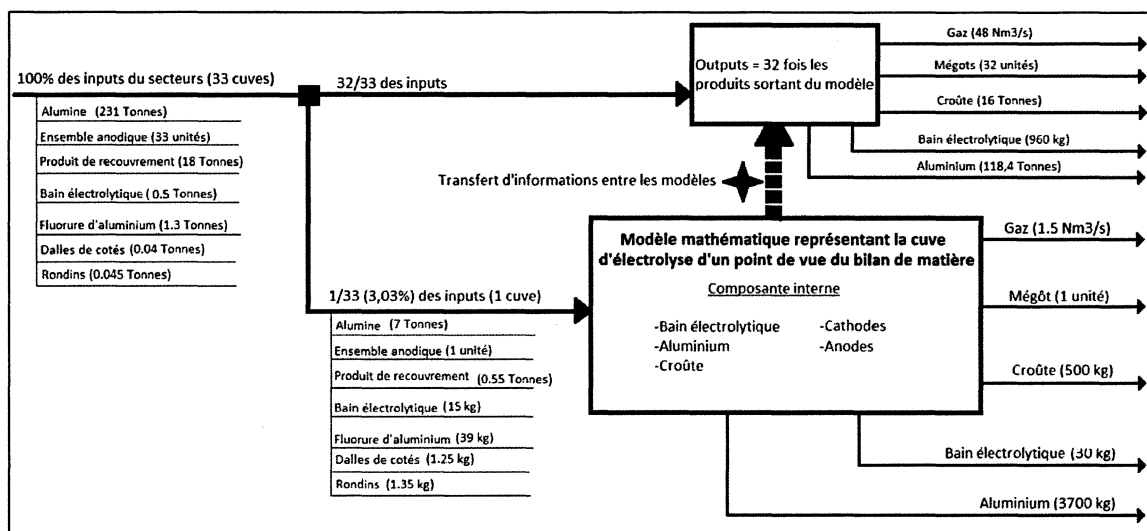 100% des inputs du secteurs (33 cuves)
Alumine (231 Tonnes)
Ensemble anodique (33 unités)
Produit de recouvrement (18 Tonnes)
Bain électrolytique (0.5 Tonnes)
Fluorure d'aluminium (1.3 Tonnes)
Dalles de cotés (0.04 Tonnes)
Rondins (0.045 Tonnes)
32/33 des inputs
Outputs = 32 fois les
produits sortant du modèle
Gaz (48 Nm3/s)
Mégots (32 unités)
Croûte (16 Tonnes)
Bain électrolytique (960 kg)
Aluminium (118,4 Tonnes)
Transfert d'informations entre les modèles
1/33 (3,03%) des inputs (1 cuve)
Alumine (7 Tonnes)
Ensemble anodique (1 unité)
Produit de recouvrement (0.55 Tonnes)
Bain électrolytique (15 kg)
Fluorure d'aluminium (39 kg)
Dalles de cotés (1.25 kg)
Rondins (1.35 kg)
Modèle mathématique représentant la cuve
d'électrolyse d'un point de vue du bilan de matière
Composante interne
-Bain électrolytique
-Aluminium
-Croûte
-Cathodes
-Anodes
Gaz (1.5 Nm3/s)
Mégôt (1 unité)
Croûte (500 kg)
Bain électrolytique (30 kg)
Aluminium (3700 kg)